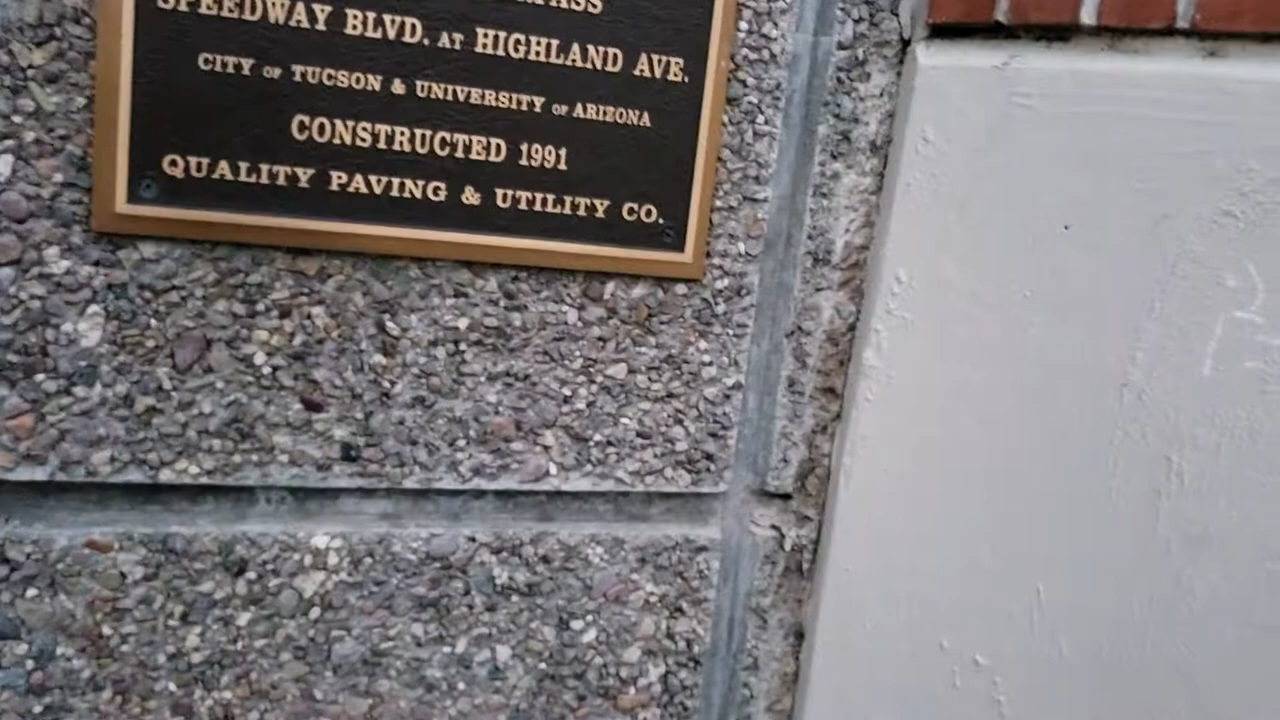 SPEEDWAY BLVD. AT HIGHLAND AVE.
CITY OF TUCSON & UNIVERSITY OF ARIZONA
CONSTRUCTED 1991
QUALITY PAVING & UTILITY CO.